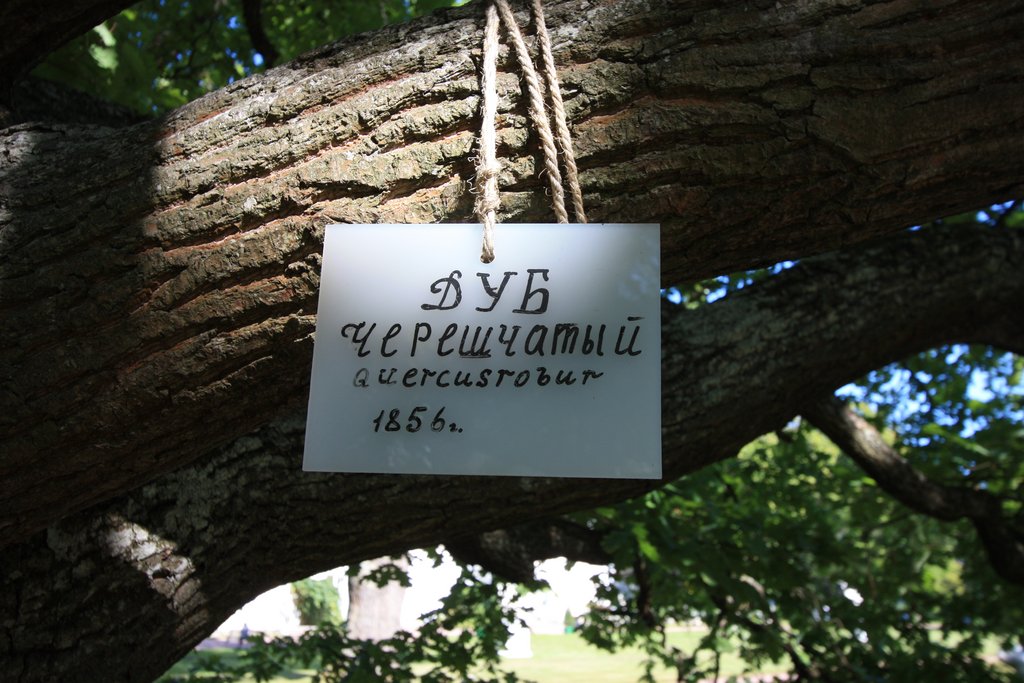 ДУБ
ЧЕРЕШЧАТЫЙ
Quercusrobur
1856г.